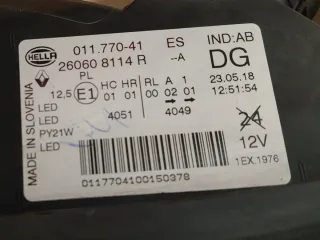 HELLA 011.770-41 ES IND:AB
26060 8114 R --A DG
PL
12,5 E1 HC HR RL A 1 23.05.18
01 01 00 02 01 12:51:54
LED → →
LED 4051 4049
PY21W 24
LED 12V
1EX.1976
MADE IN SLOVENIA
0117704100150378